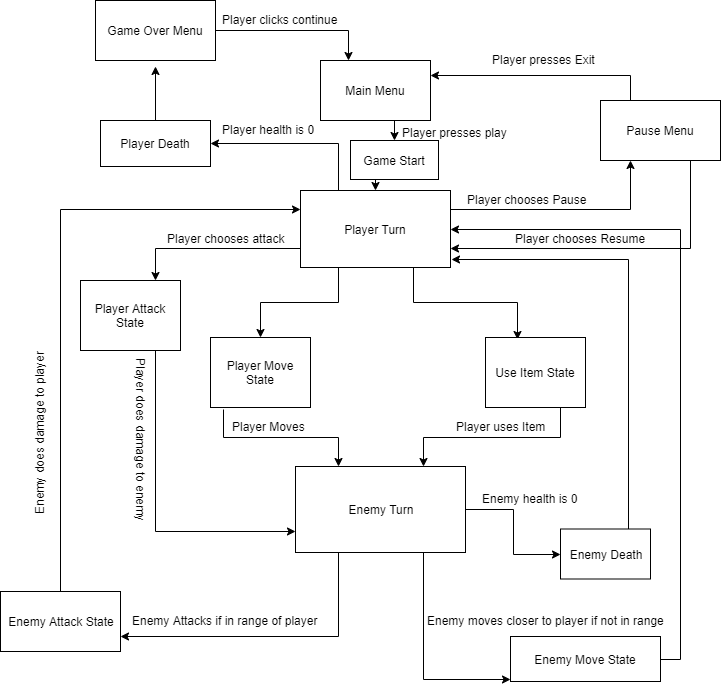 Game Over Menu
Player clicks continue
Player presses Exit
Main Menu
Player presses play
Pause Menu
Player Death
Player health is 0
Game Start
Player chooses Pause
Player Turn
Player chooses attack
Player chooses Resume
Player Attack
State
Player Move
State
Use Item State
Enemy does damage to player
Player does damage to enemy
Player Moves
Player uses Item
Enemy Turn
Enemy health is 0
Enemy Death
Enemy Attack State
Enemy Attacks if in range of player
Enemy moves closer to player if not in range
Enemy Move State